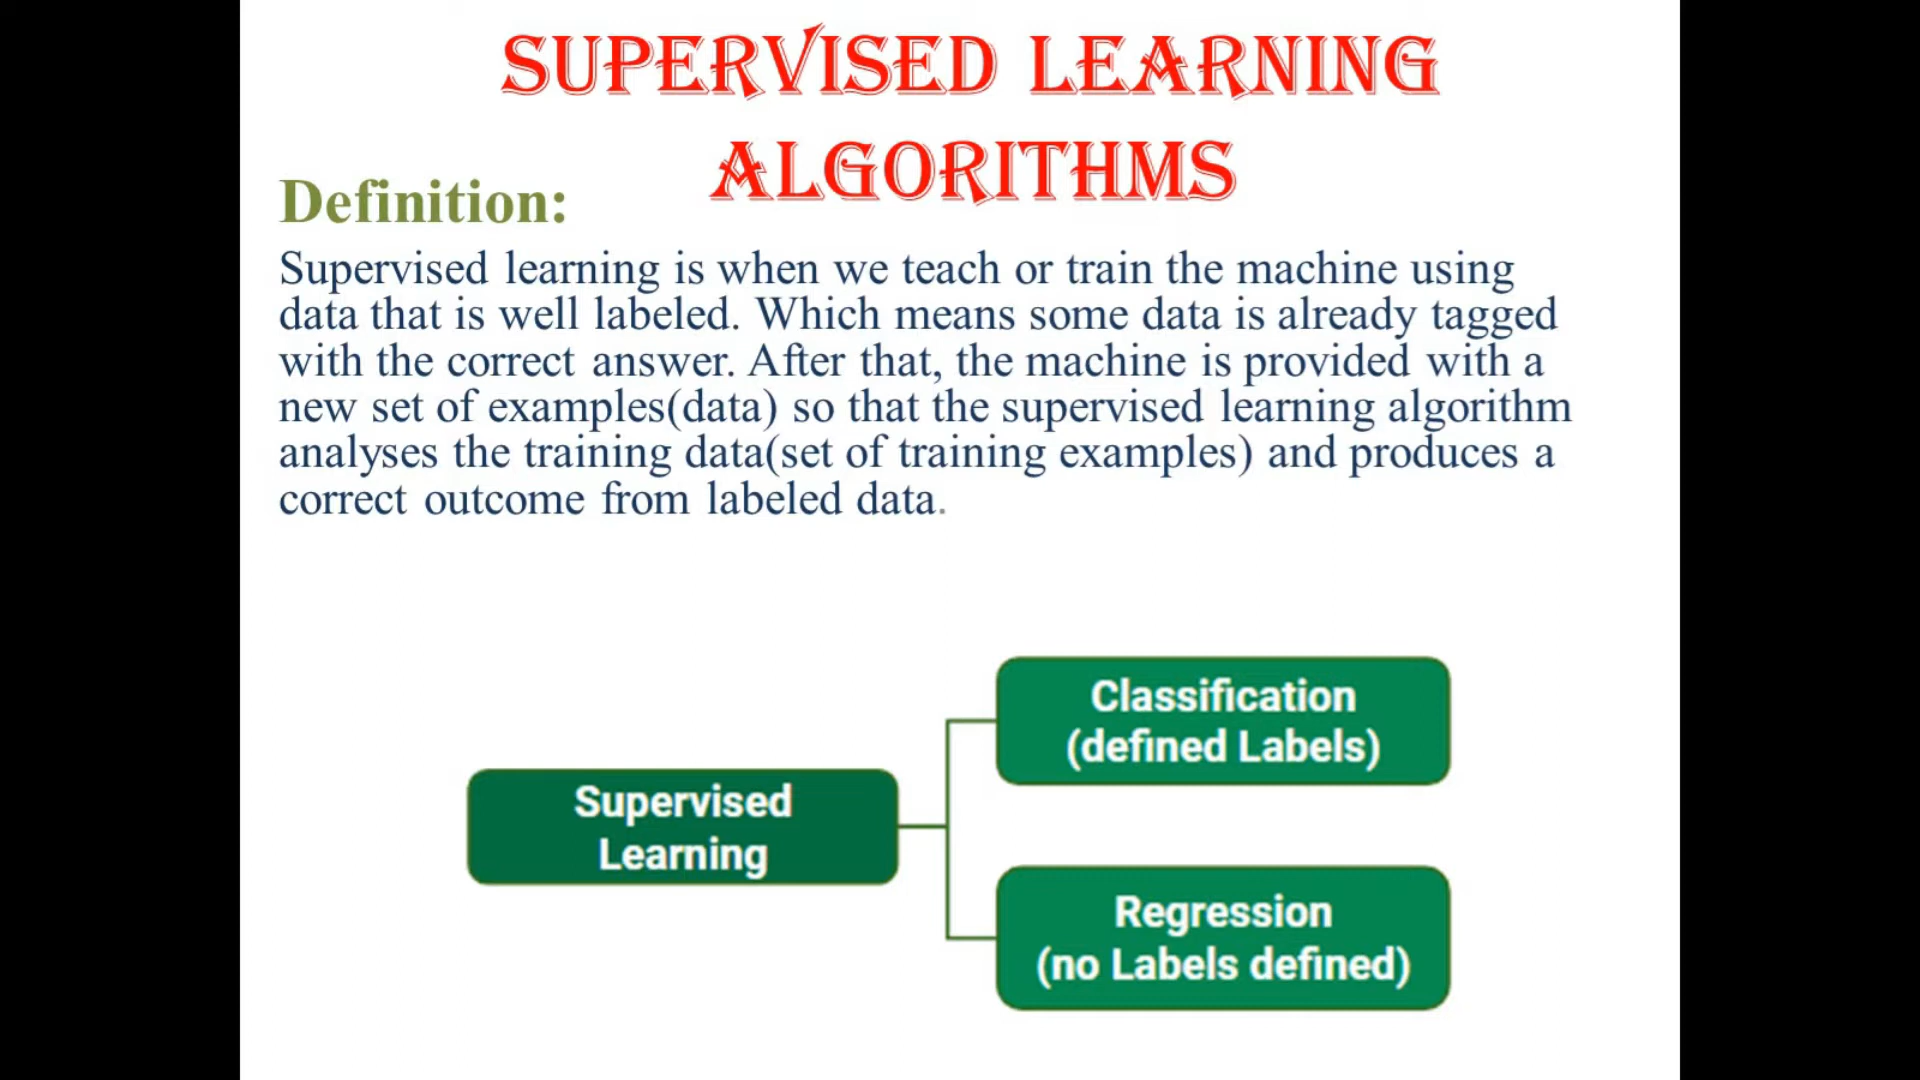 SUPERVISED LEARNING
ALGORITHMS
Definition:
Supervised learning is when we teach or train the machine using
data that is well labeled. Which means some data is already tagged
with the correct answer. After that, the machine is provided with a
new set of examples(data) so that the supervised learning algorithm
analyses the training data(set of training examples) and produces a
correct outcome from labeled data.
Supervised
Learning
Classification
(defined Labels)
Regression
(no Labels defined)